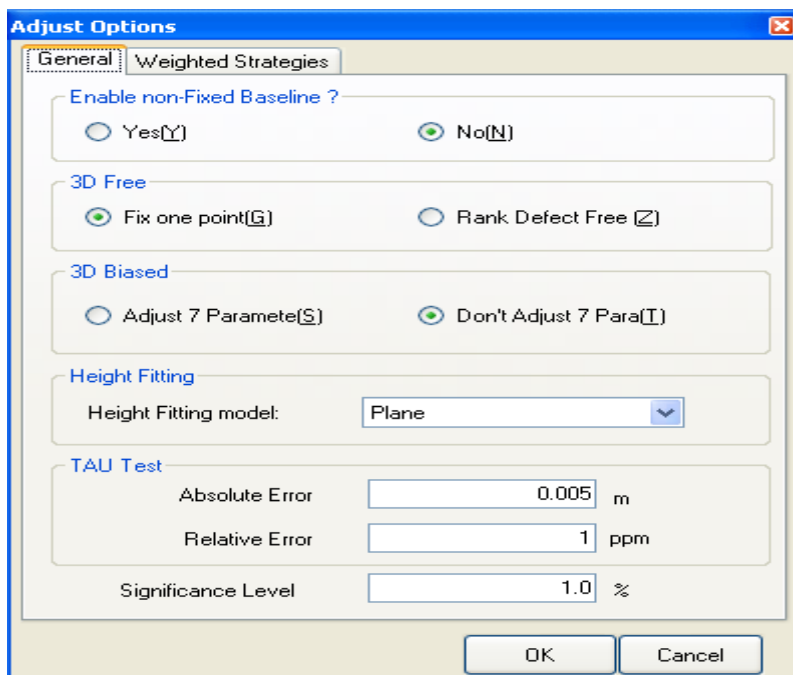 Adjust Options
General Weighted Strategies
Enable non-Fixed Baseline ?
Yes(Y) No(N)
3D Free
Fix one point(G) Rank Defect Free (Z)
3D Biased
Adjust 7 Paramete(S) Don't Adjust 7 Para(T)
Height Fitting
Height Fitting model: Plane
TAU Test
Absolute Error 0.005 m
Relative Error 1 ppm
Significance Level 1.0 %
OK Cancel